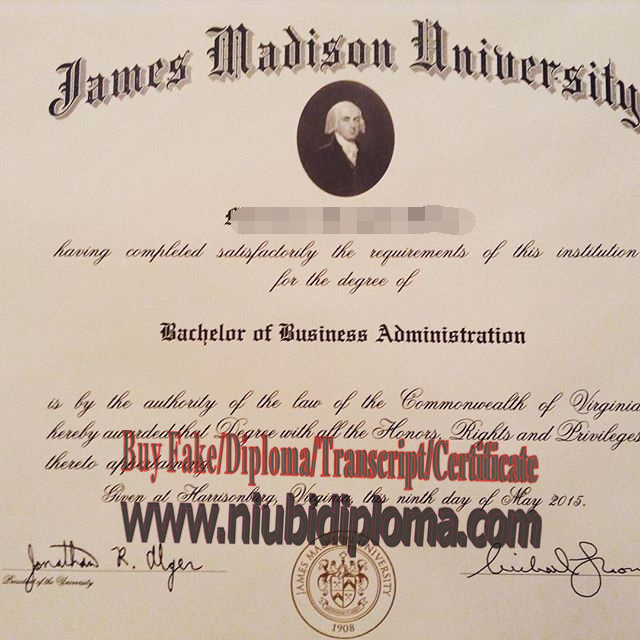 James Madison University
having completed satisfactorily the requirements of this institution
for the degree of
Bachelor of Business Administration
is by the authority of the law of the Commonwealth of Virginia
hereby awarded that Degree with all the Honors, Rights and Privileges
thereto appertaining.
Buy Fake/Diploma/Transcript/Certificate
Given at Harrisonburg, Virginia, this ninth day of May 2015.
www.niubidiploma.com
Jonathan R. Alger
President of the University
JAMES MADISON UNIVERSITY
1908
Michael